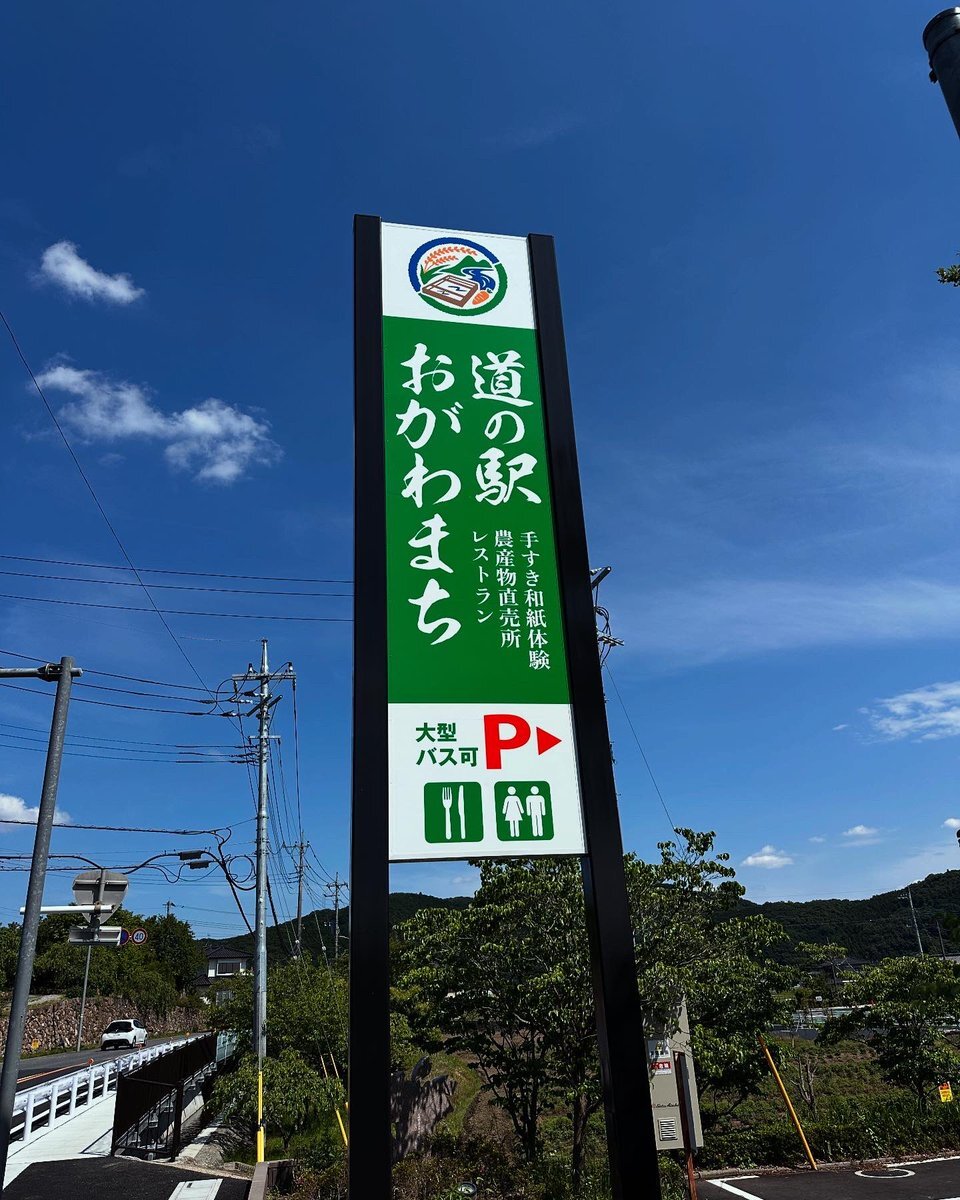 道の駅
おがわまち
手すき和紙体験
農産物直売所
レストラン
大型
バス可
P
40